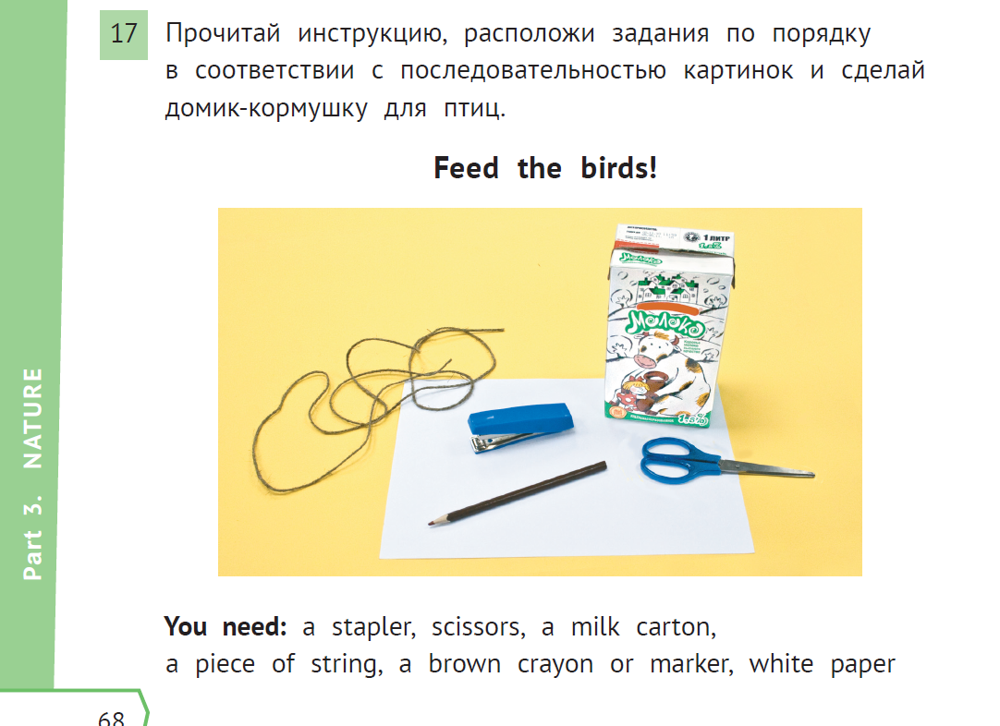 17 Прочитай инструкцию, расположи задания по порядку
в соответствии с последовательностью картинок и сделай
домик-кормушку для птиц.
Feed the birds!
1 ЛИТР
Молоко
Молоко
1.5%
You need: a stapler, scissors, a milk carton,
a piece of string, a brown crayon or marker, white paper
Part 3. NATURE
68